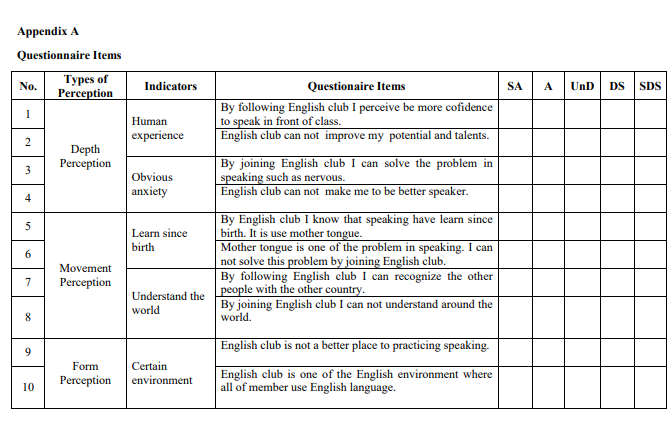 Appendix A
Questionnaire Items
No.
Types of
Perception
Indicators
Questionaire Items
SA
A
UnD
DS
SDS
1
Depth
Perception
Human
experience
By following English club I perceive be more cofidence
to speak in front of class.
2
English club can not improve my potential and talents.
3
Obvious
anxiety
By joining English club I can solve the problem in
speaking such as nervous.
4
English club can not make me to be better speaker.
5
Movement
Perception
Learn since
birth
By English club I know that speaking have learn since
birth. It is use mother tongue.
6
Mother tongue is one of the problem in speaking. I can
not solve this problem by joining English club.
7
Understand the
world
By following English club I can recognize the other
people with the other country.
8
By joining English club I can not understand around the
world.
9
Form
Perception
Certain
environment
English club is not a better place to practicing speaking.
10
English club is one of the English environment where
all of member use English language.